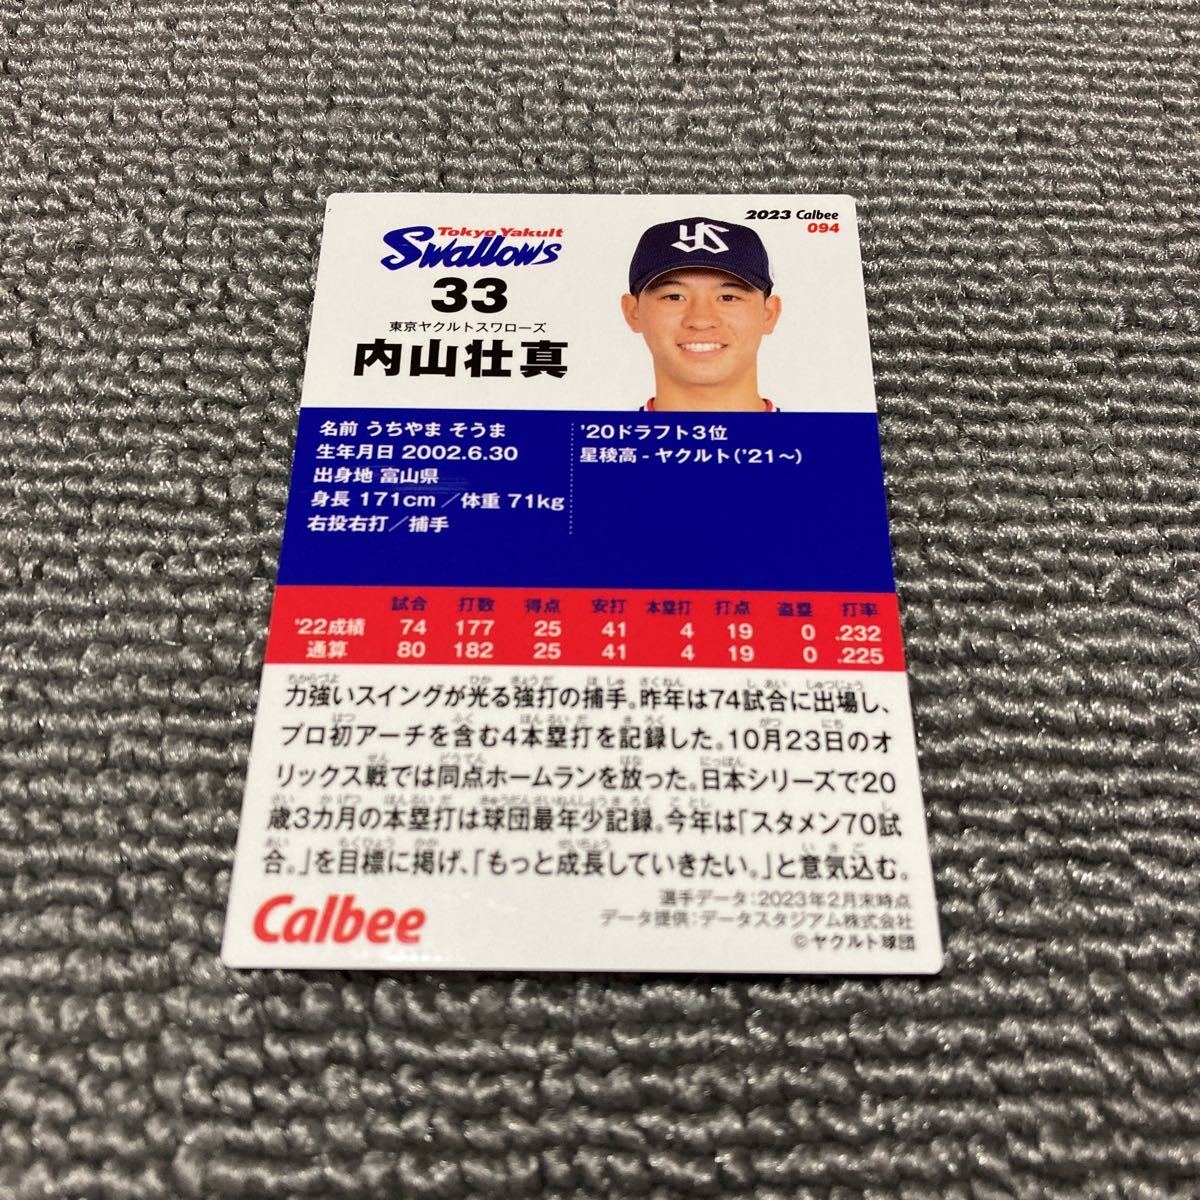 2023 Calbee
094
Tokyo Yakult
Swallows
33
東京ヤクルトスワローズ
内山壮真
名前 うちやま そうま
生年月日 2002.6.30
出身地 富山県
身長 171cm／体重 71kg
右投右打／捕手
'20ドラフト3位
星稜高-ヤクルト('21〜)
試合 打数 得点 安打 本塁打 打点 盗塁 打率
'22成績 74 177 25 41 4 19 0 .232
通算 80 182 25 41 4 19 0 .225
力強いスイングが光る強打の捕手。昨年は74試合に出場し、
プロ初アーチを含む4本塁打を記録した。10月23日のオ
リックス戦では同点ホームランを放った。日本シリーズで20
歳3カ月の本塁打は球団最年少記録。今年は「スタメン70試
合。」を目標に掲げ、「もっと成長していきたい。」と意気込む。
Calbee
選手データ：2023年2月末時点
データ提供：データスタジアム株式会社
©ヤクルト球団